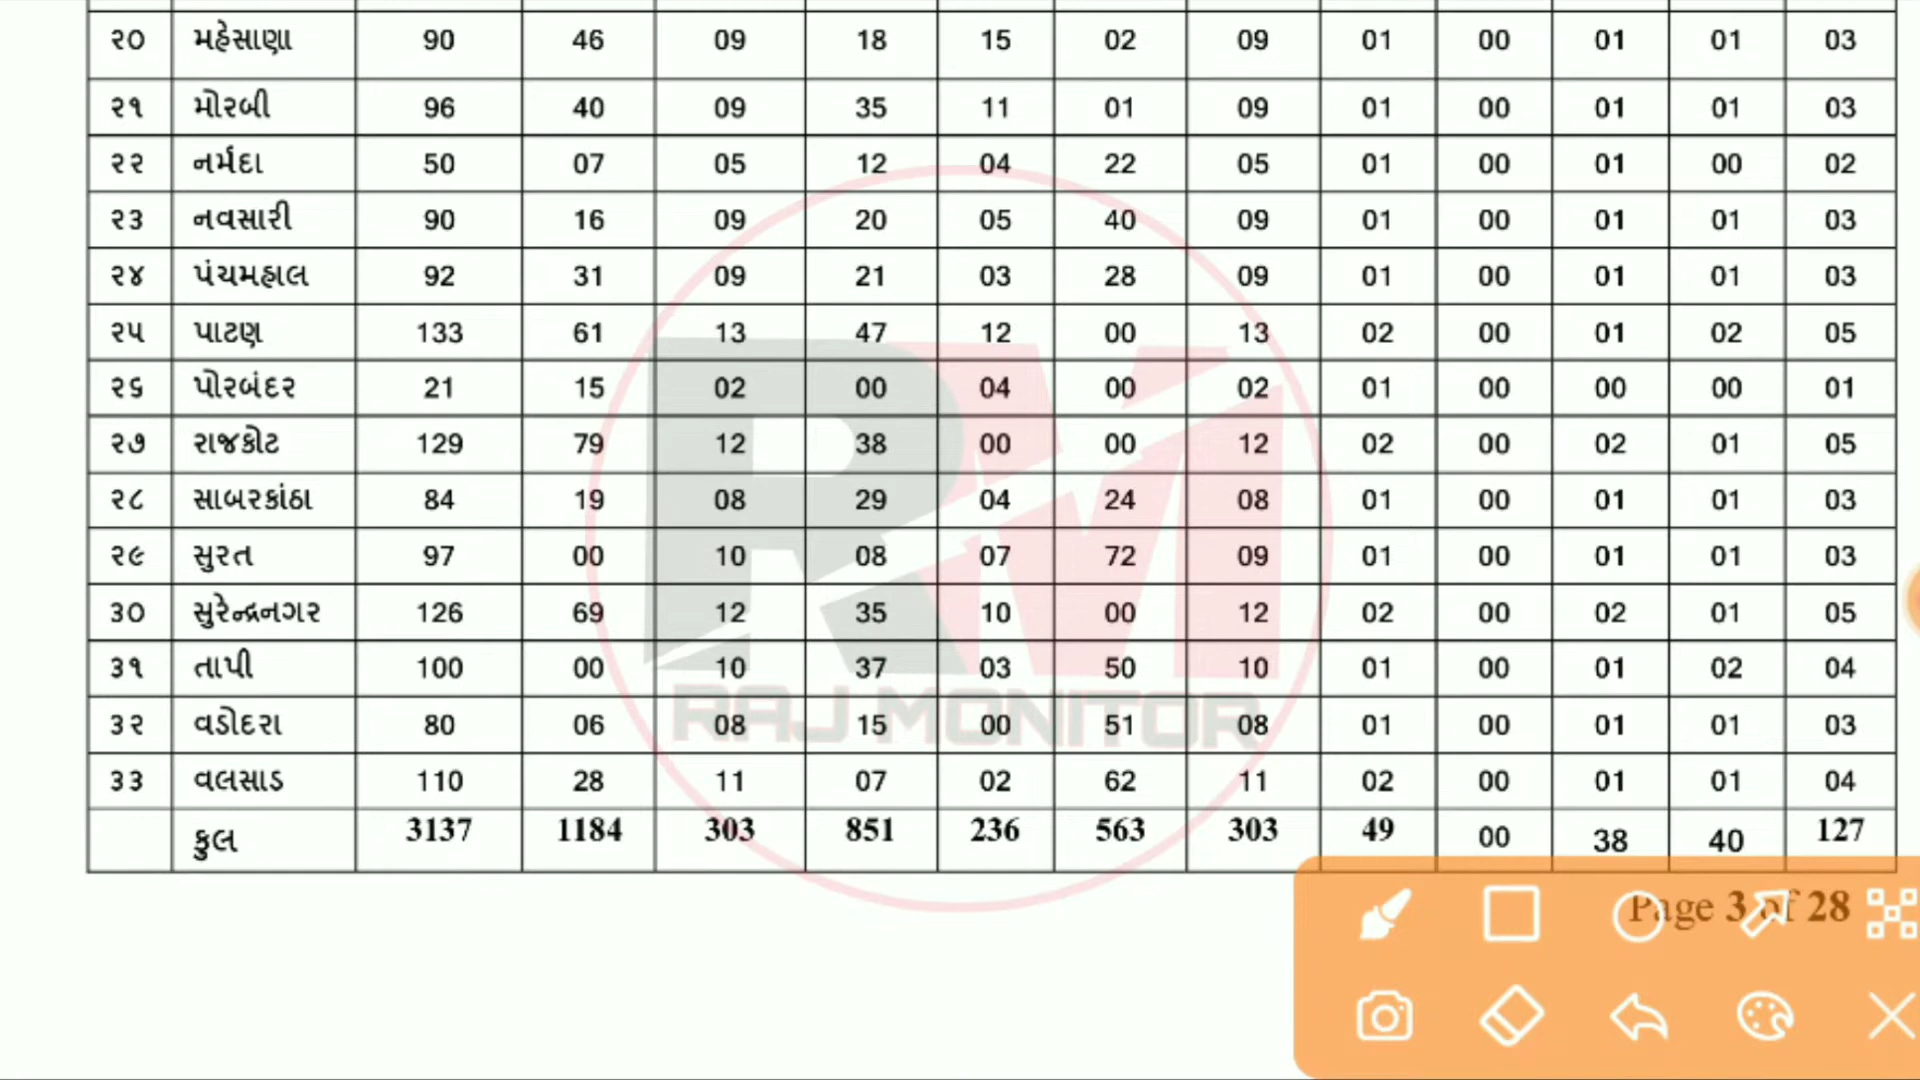 ૨૦ મહેસાણા 90 46 09 18 15 02 09 01 00 01 01 03
૨૧ મોરબી 96 40 09 35 11 01 09 01 00 01 01 03
૨૨ નર્મદા 50 07 05 12 04 22 05 01 00 01 00 02
૨૩ નવસારી 90 16 09 20 05 40 09 01 00 01 01 03
૨૪ પંચમહાલ 92 31 09 21 03 28 09 01 00 01 01 03
૨૫ પાટણ 133 61 13 47 12 00 13 02 00 01 02 05
૨૬ પોરબંદર 21 15 02 00 04 00 02 01 00 00 00 01
૨૭ રાજકોટ 129 79 12 38 00 00 12 02 00 02 01 05
૨૮ સાબરકાંઠા 84 19 08 29 04 24 08 01 00 01 01 03
૨૯ સુરત 97 00 10 08 07 72 09 01 00 01 01 03
૩૦ સુરેન્દ્રનગર 126 69 12 35 10 00 12 02 00 02 01 05
૩૧ તાપી 100 00 10 37 03 50 10 01 00 01 02 04
૩૨ વડોદરા 80 06 08 15 00 51 08 01 00 01 01 03
૩૩ વલસાડ 110 28 11 07 02 62 11 02 00 01 01 04
કુલ 3137 1184 303 851 236 563 303 49 00 38 40 127
RM
RAJ MONITOR
Page 3 of 28